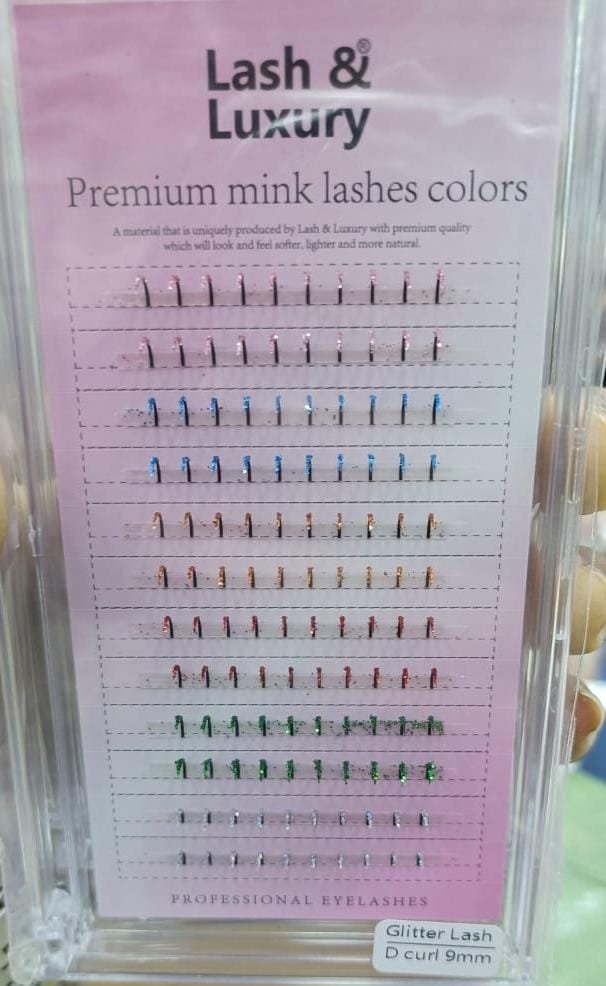 Lash &®
Luxury
Premium mink lashes colors
A material that is uniquely produced by Lash & Luxury with premium quality
which will look and feel softer, lighter and more natural.
PROFESSIONAL EYELASHES
Glitter Lash
D curl 9mm